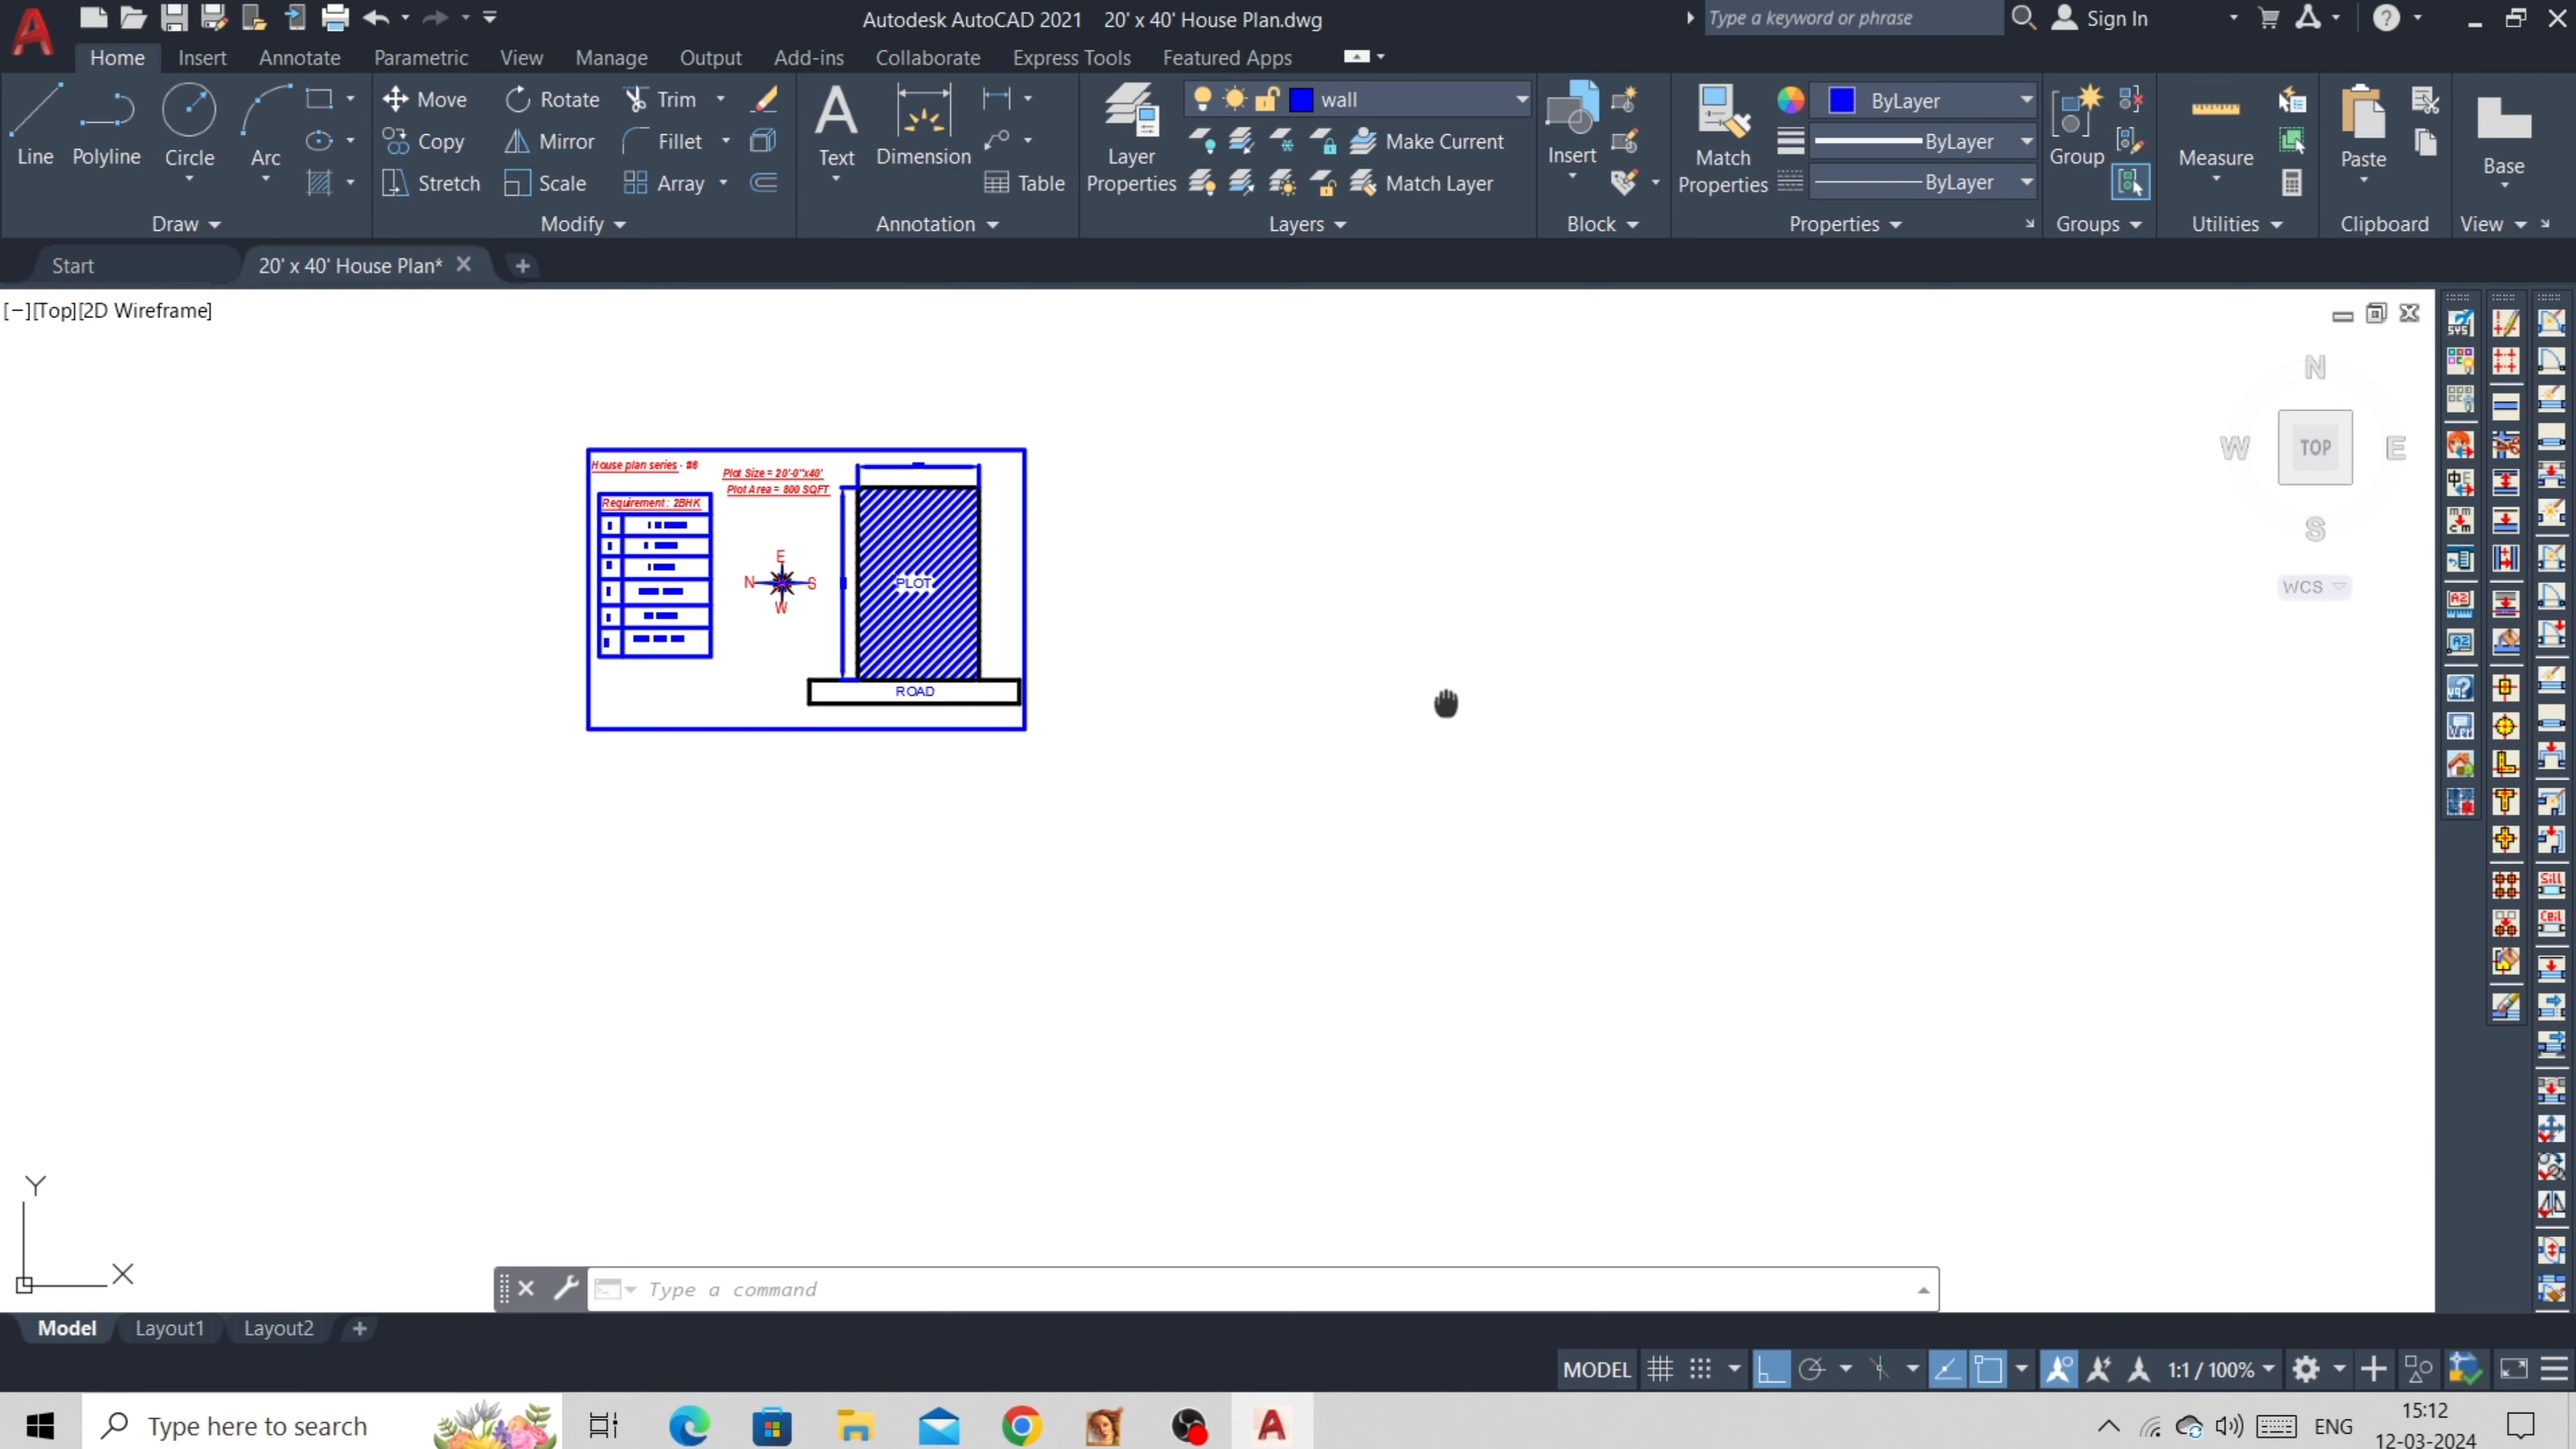 Autodesk AutoCAD 2021 20' x 40' House Plan.dwg
Type a keyword or phrase
Sign In
Home Insert Annotate Parametric View Manage Output Add-ins Collaborate Express Tools Featured Apps
Line Polyline Circle Arc
Move Rotate Trim
Copy Mirror Fillet
Stretch Scale Array
Text Dimension Table
Layer Properties
wall
Make Current
Match Layer
Insert
Match Properties
ByLayer
ByLayer
ByLayer
Group Measure Paste Base
Draw Modify Annotation Layers Block Properties Groups Utilities Clipboard View
Start 20' x 40' House Plan*
[−][Top][2D Wireframe]
N
W TOP E
S
WCS
House plan series - #6
Plot Size = 20'-0"x40'
Plot Area = 800 SQFT
Requirement : 2BHK
E
N S
W
PLOT
ROAD
Sill
Ceil
Y
X
Type a command
Model Layout1 Layout2
MODEL 1:1 / 100%
Type here to search
ENG
15:12
12-03-2024